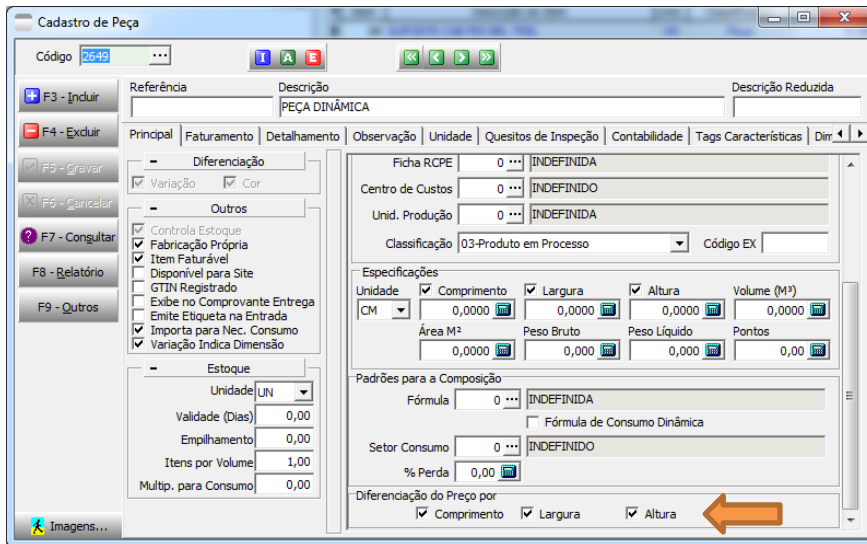 Cadastro de Peça
Código 2649 ...
I A E
F3 - Incluir
F4 - Excluir
F5 - Gravar
F6 - Cancelar
F7 - Consultar
F8 - Relatório
F9 - Outros
Imagens...
Referência Descrição Descrição Reduzida
PEÇA DINÂMICA
Principal Faturamento Detalhamento Observação Unidade Quesitos de Inspeção Contabilidade Tags Características
Diferenciação
Variação Cor
Outros
Controla Estoque
Fabricação Própria
Item Faturável
Disponível para Site
GTIN Registrado
Exibe no Comprovante Entrega
Emite Etiqueta na Entrada
Importa para Nec. Consumo
Variação Indica Dimensão
Estoque
Unidade UN
Validade (Dias) 0,00
Empilhamento 0,00
Itens por Volume 1,00
Multip. para Consumo 0,00
Ficha RCPE 0 ... INDEFINIDA
Centro de Custos 0 ... INDEFINIDO
Unid. Produção 0 ... INDEFINIDA
Classificação 03-Produto em Processo Código EX
Especificações
Unidade Comprimento Largura Altura Volume (M³)
CM 0,0000 0,0000 0,0000 0,0000
Área M² Peso Bruto Peso Líquido Pontos
0,0000 0,000 0,000 0,00
Padrões para a Composição
Fórmula 0 ... INDEFINIDA
Fórmula de Consumo Dinâmica
Setor Consumo 0 ... INDEFINIDO
% Perda 0,00
Diferenciação do Preço por
Comprimento Largura Altura